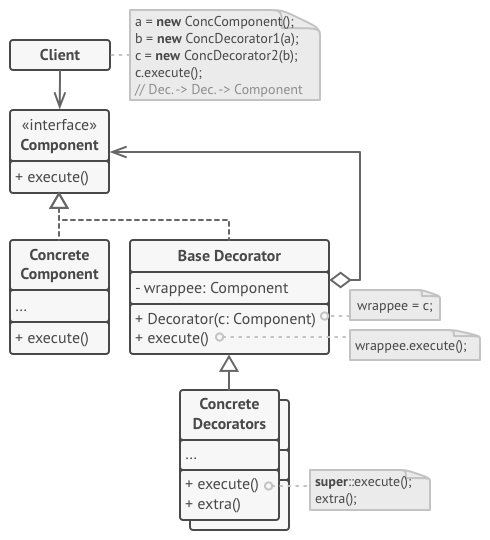 a = new ConcComponent();
b = new ConcDecorator1(a);
c = new ConcDecorator2(b);
c.execute();
// Dec. -> Dec. -> Component
Client
«interface»
Component
+ execute()
Concrete
Component
...
+ execute()
Base Decorator
- wrappee: Component
+ Decorator(c: Component)
+ execute()
wrappee = c;
wrappee.execute();
Concrete
Decorators
...
+ execute()
+ extra()
super::execute();
extra();